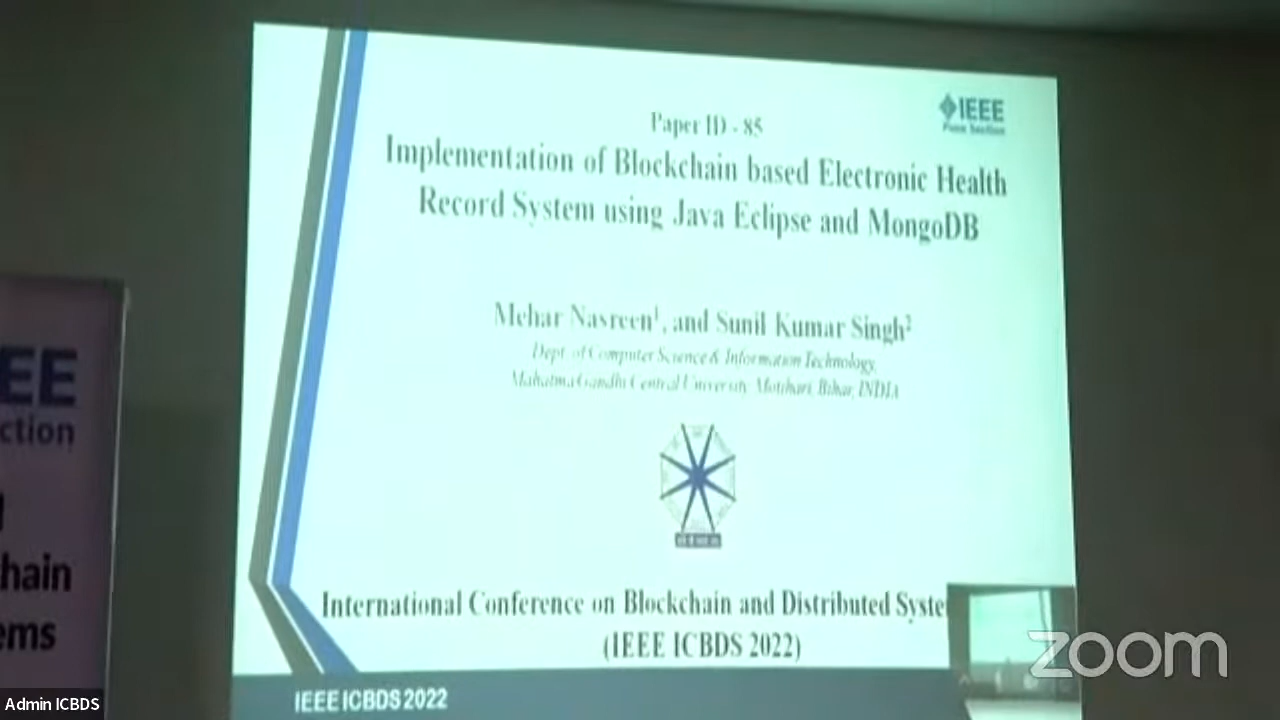 IEEE
Pune Section
Paper ID - 85
Implementation of Blockchain based Electronic Health
Record System using Java Eclipse and MongoDB
Mehar Nasreen¹, and Sunil Kumar Singh²
Dept. of Computer Science & Information Technology,
Mahatma Gandhi Central University, Motihari, Bihar, INDIA
International Conference on Blockchain and Distributed Syste
(IEEE ICBDS 2022)
IEEE ICBDS 2022
EE
ction
hain
ems
zoom
Admin ICBDS